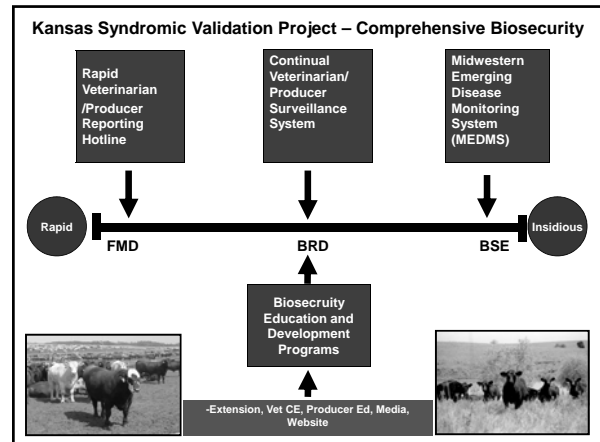 Kansas Syndromic Validation Project – Comprehensive Biosecurity
Rapid
Veterinarian
/Producer
Reporting
Hotline
Continual
Veterinarian/
Producer
Surveillance
System
Midwestern
Emerging
Disease
Monitoring
System
(MEDMS)
Rapid
Insidious
FMD
BRD
BSE
Biosecruity
Education and
Development
Programs
-Extension, Vet CE, Producer Ed, Media,
Website